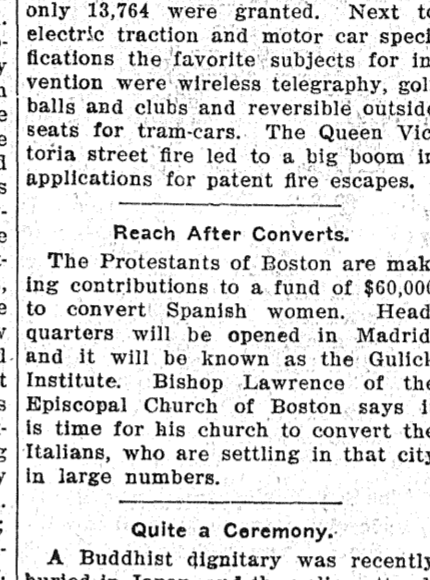 only 13,764 were granted. Next to
electric traction and motor car speci
fications the favorite subjects for in
vention were wireless telegraphy, gol
balls and clubs and reversible outside
seats for tram-cars. The Queen Vic
toria street fire led to a big boom in
applications for patent fire escapes.
Reach After Converts.
The Protestants of Boston are mak
ing contributions to a fund of $60,000
to convert Spanish women. Head
quarters will be opened in Madrid
and it will be known as the Gulick
Institute. Bishop Lawrence of the
Episcopal Church of Boston says i
is time for his church to convert the
Italians, who are settling in that city
in large numbers.
Quite a Ceremony.
A Buddhist dignitary was recently